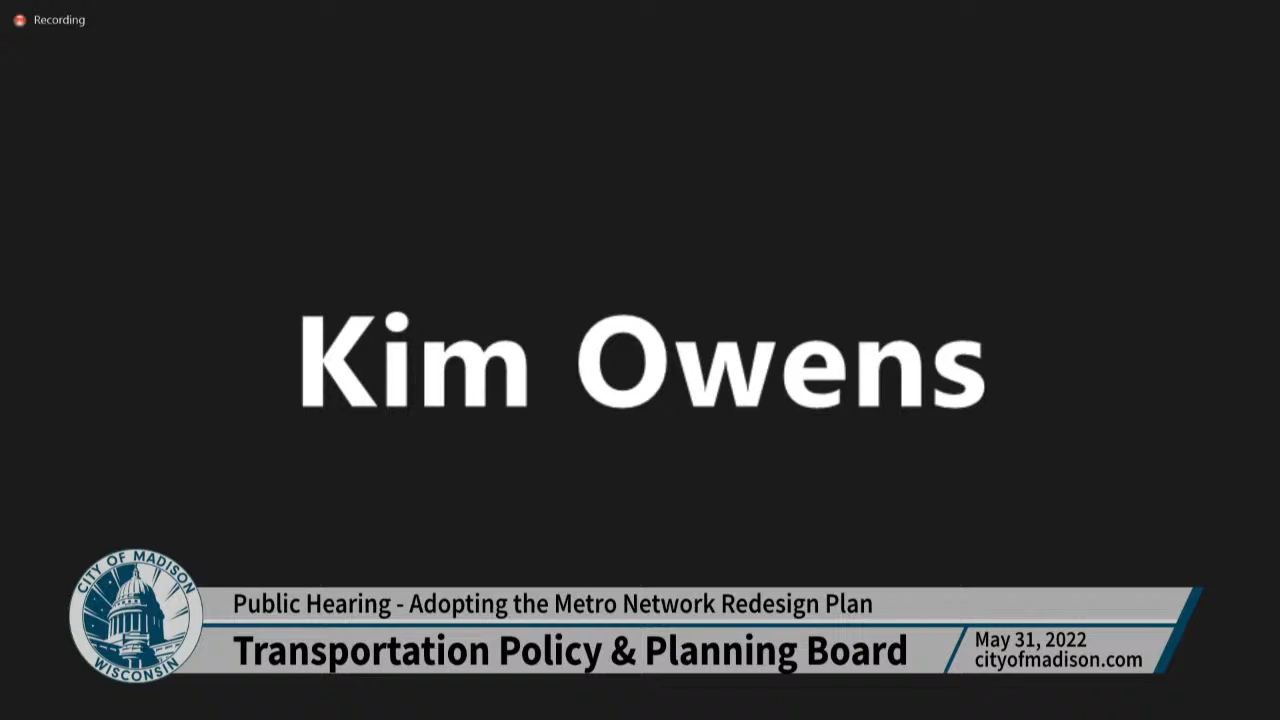 Recording
Kim Owens
CITY OF MADISON
WISCONSIN
Public Hearing - Adopting the Metro Network Redesign Plan
Transportation Policy & Planning Board
May 31, 2022
cityofmadison.com